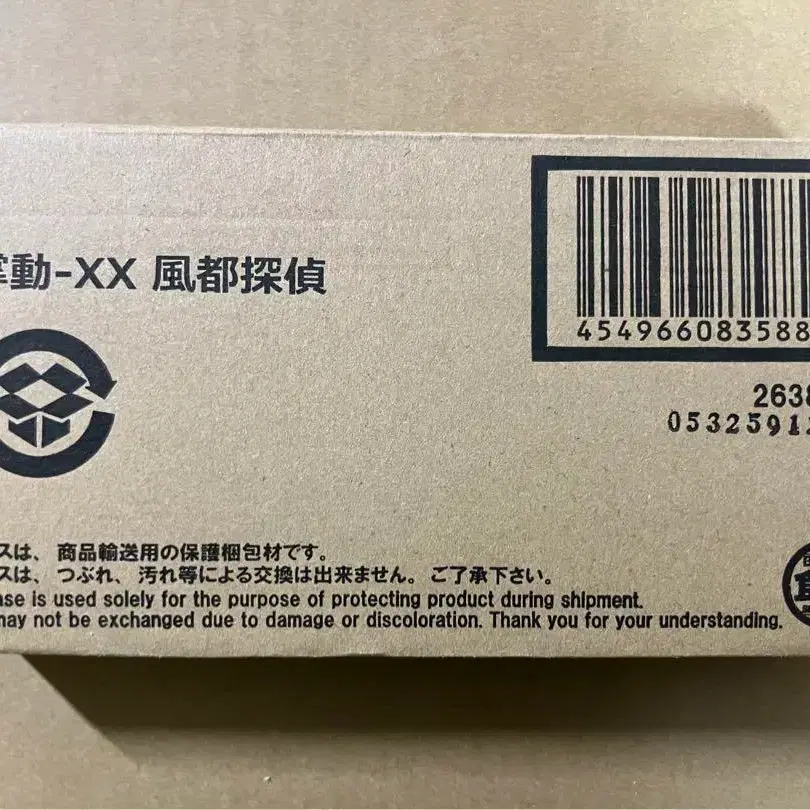 掌動-XX 風都探偵
454966083588
2638
05325911
スは、商品輸送用の保護梱包材です。
スは、つぶれ、汚れ等による交換は出来ません。ご了承下さい。
ase is used solely for the purpose of protecting product during shipment.
may not be exchanged due to damage or discoloration. Thank you for your understanding.